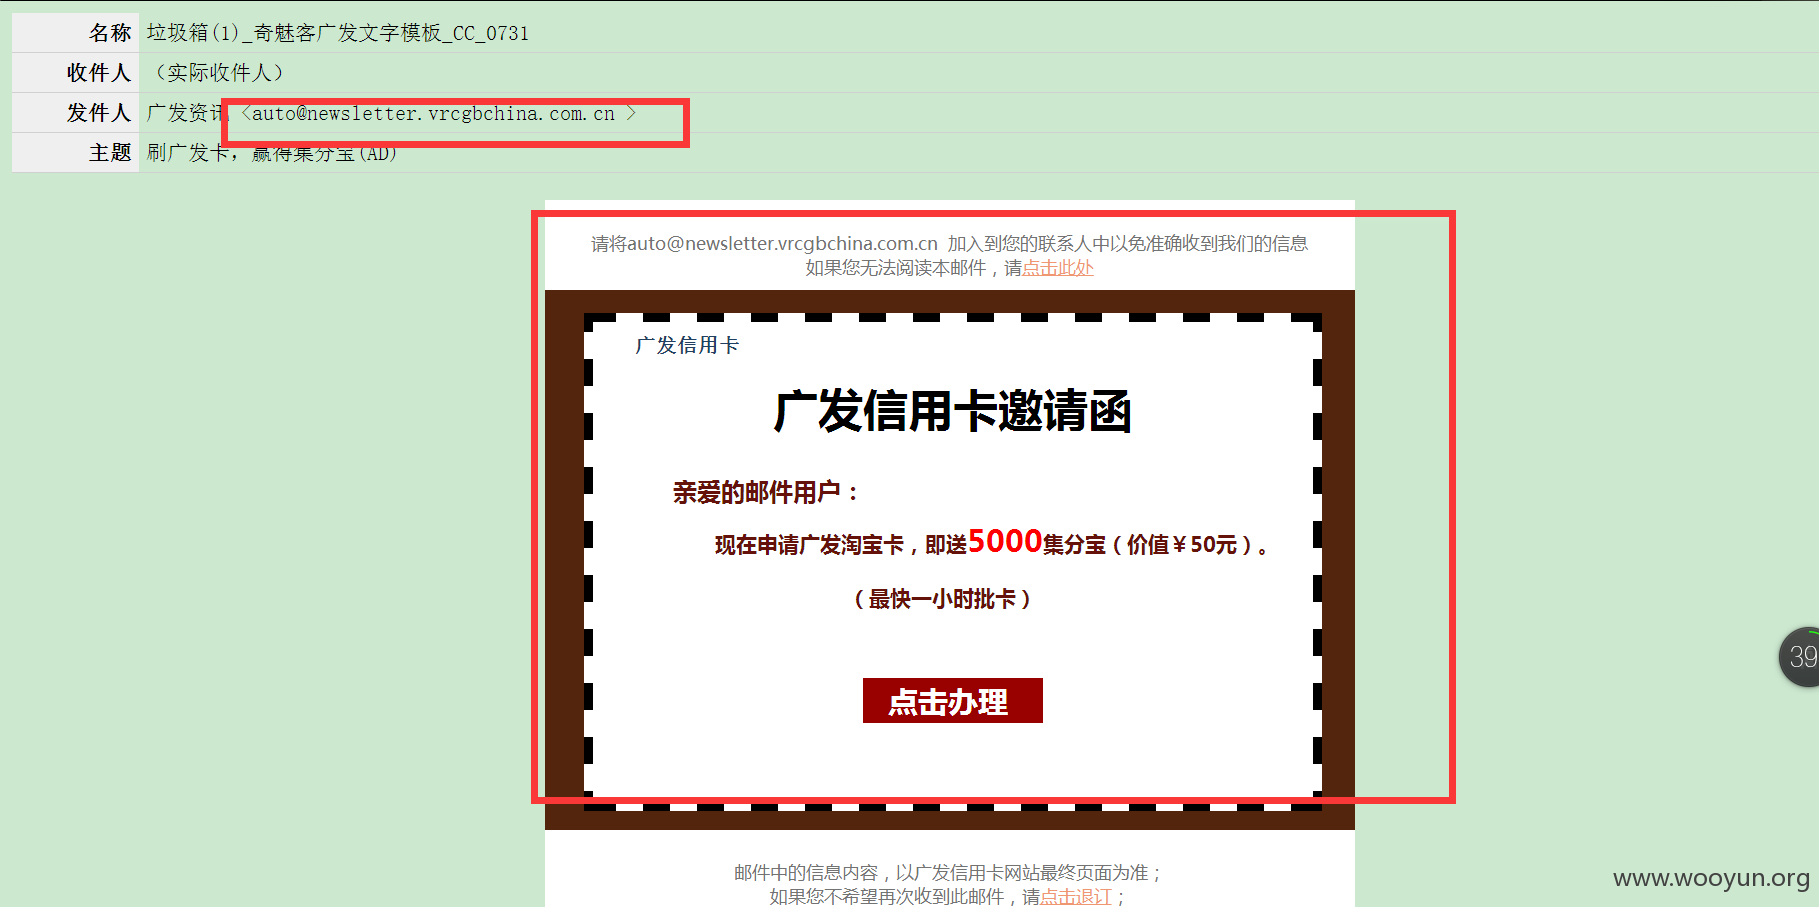 名称 垃圾箱(1)_奇魅客广发文字模板_CC_0731
收件人 （实际收件人）
发件人 广发资讯 <auto@newsletter.vrcgbchina.com.cn >
主题 刷广发卡，赢得集分宝(AD)
请将auto@newsletter.vrcgbchina.com.cn 加入到您的联系人中以免准确收到我们的信息
如果您无法阅读本邮件，请点击此处
广发信用卡
广发信用卡邀请函
亲爱的邮件用户：
现在申请广发淘宝卡，即送5000集分宝（价值￥50元）。
（最快一小时批卡）
点击办理
39
邮件中的信息内容，以广发信用卡网站最终页面为准；
如果您不希望再次收到此邮件，请点击退订；
www.wooyun.org